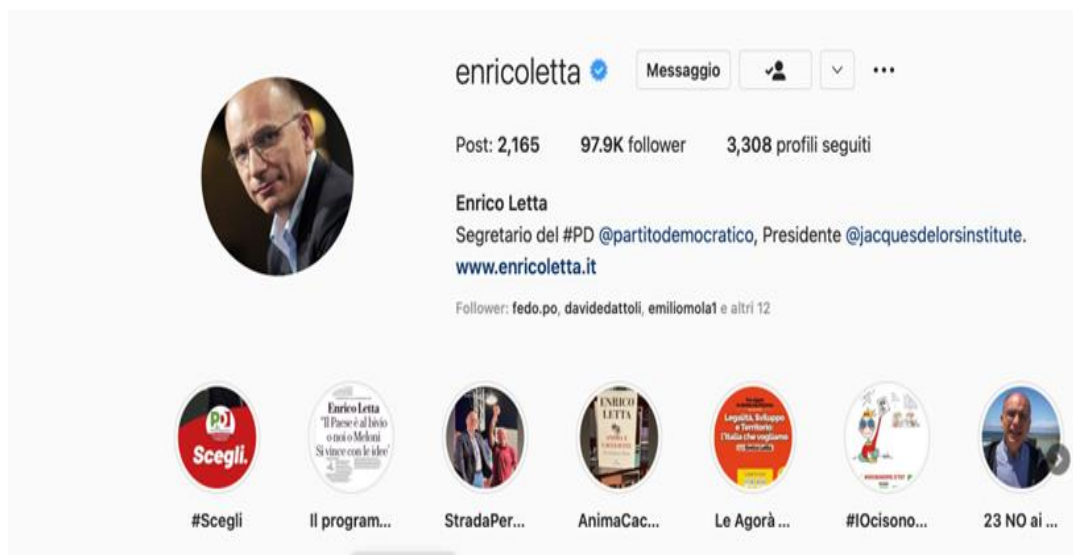 enricoletta
Messaggio
Post: 2,165 97.9K follower 3,308 profili seguiti
Enrico Letta
Segretario del #PD @partitodemocratico, Presidente @jacquesdelorsinstitute.
www.enricoletta.it
Follower: fedo.po, davidedattoli, emiliomola1 e altri 12
PD
Scegli.
Enrico Letta
"Il Paese è al bivio
o noi o Meloni
Si vince con le idee"
ENRICO
LETTA
Legalità, Sviluppo
e Territorio:
l'Italia che vogliamo
#Scegli
Il program...
StradaPer...
AnimaCac...
Le Agorà ...
#IOcisono...
23 NO ai ...